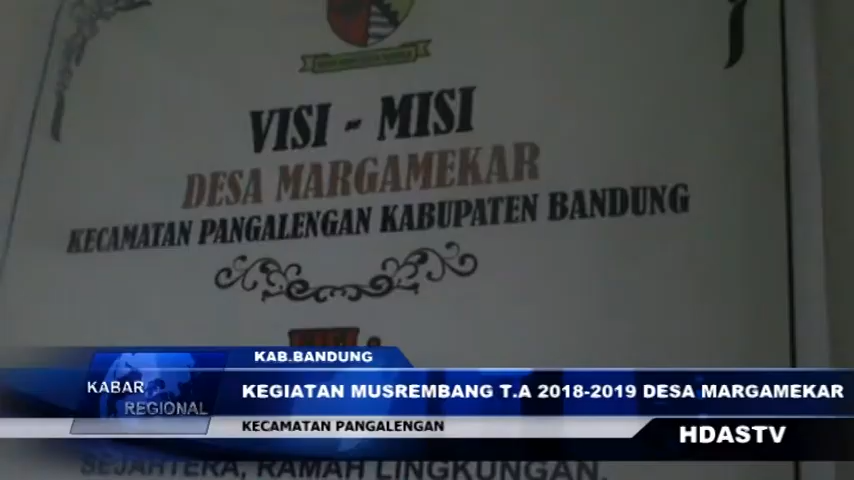 VISI - MISI
DESA MARGAMEKAR
KECAMATAN PANGALENGAN KABUPATEN BANDUNG
KAB.BANDUNG
KABAR
REGIONAL
KEGIATAN MUSREMBANG T.A 2018-2019 DESA MARGAMEKAR
KECAMATAN PANGALENGAN
HDASTV
SEJAHTERA, RAMAH LINGKUNGAN.